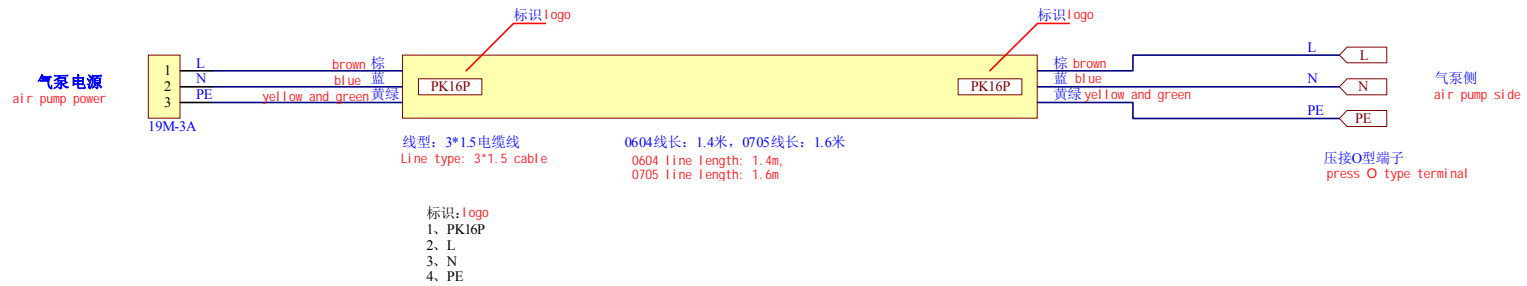 标识logo
标识logo
气泵电源
air pump power
1
2
3
19M-3A
L
N
PE
brown 棕
blue 蓝
yellow and green 黄绿
PK16P
PK16P
棕 brown
蓝 blue
黄绿 yellow and green
L
N
PE
L
N
PE
气泵侧
air pump side
线型：3*1.5电缆线
Line type: 3*1.5 cable
0604线长：1.4米，0705线长：1.6米
0604 line length: 1.4m,
0705 line length: 1.6m
压接O型端子
press O type terminal
标识:logo
1、PK16P
2、L
3、N
4、PE